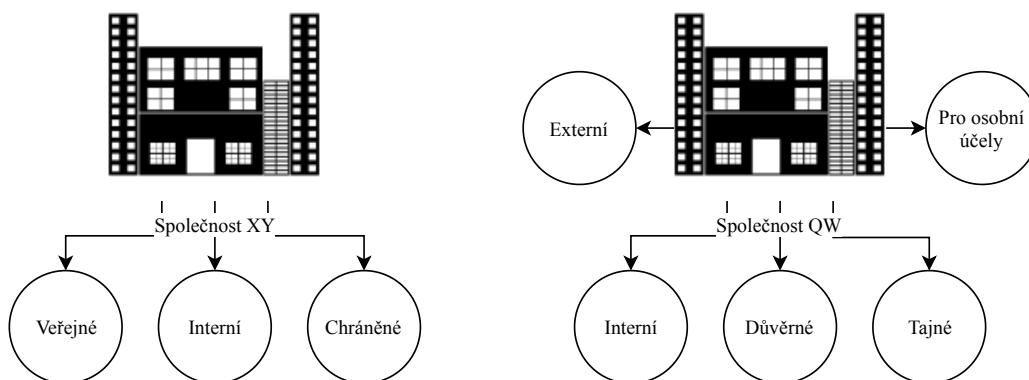 Externí
Pro osobní
účely
Společnost XY
Společnost QW
Veřejné
Interní
Chráněné
Interní
Důvěrné
Tajné